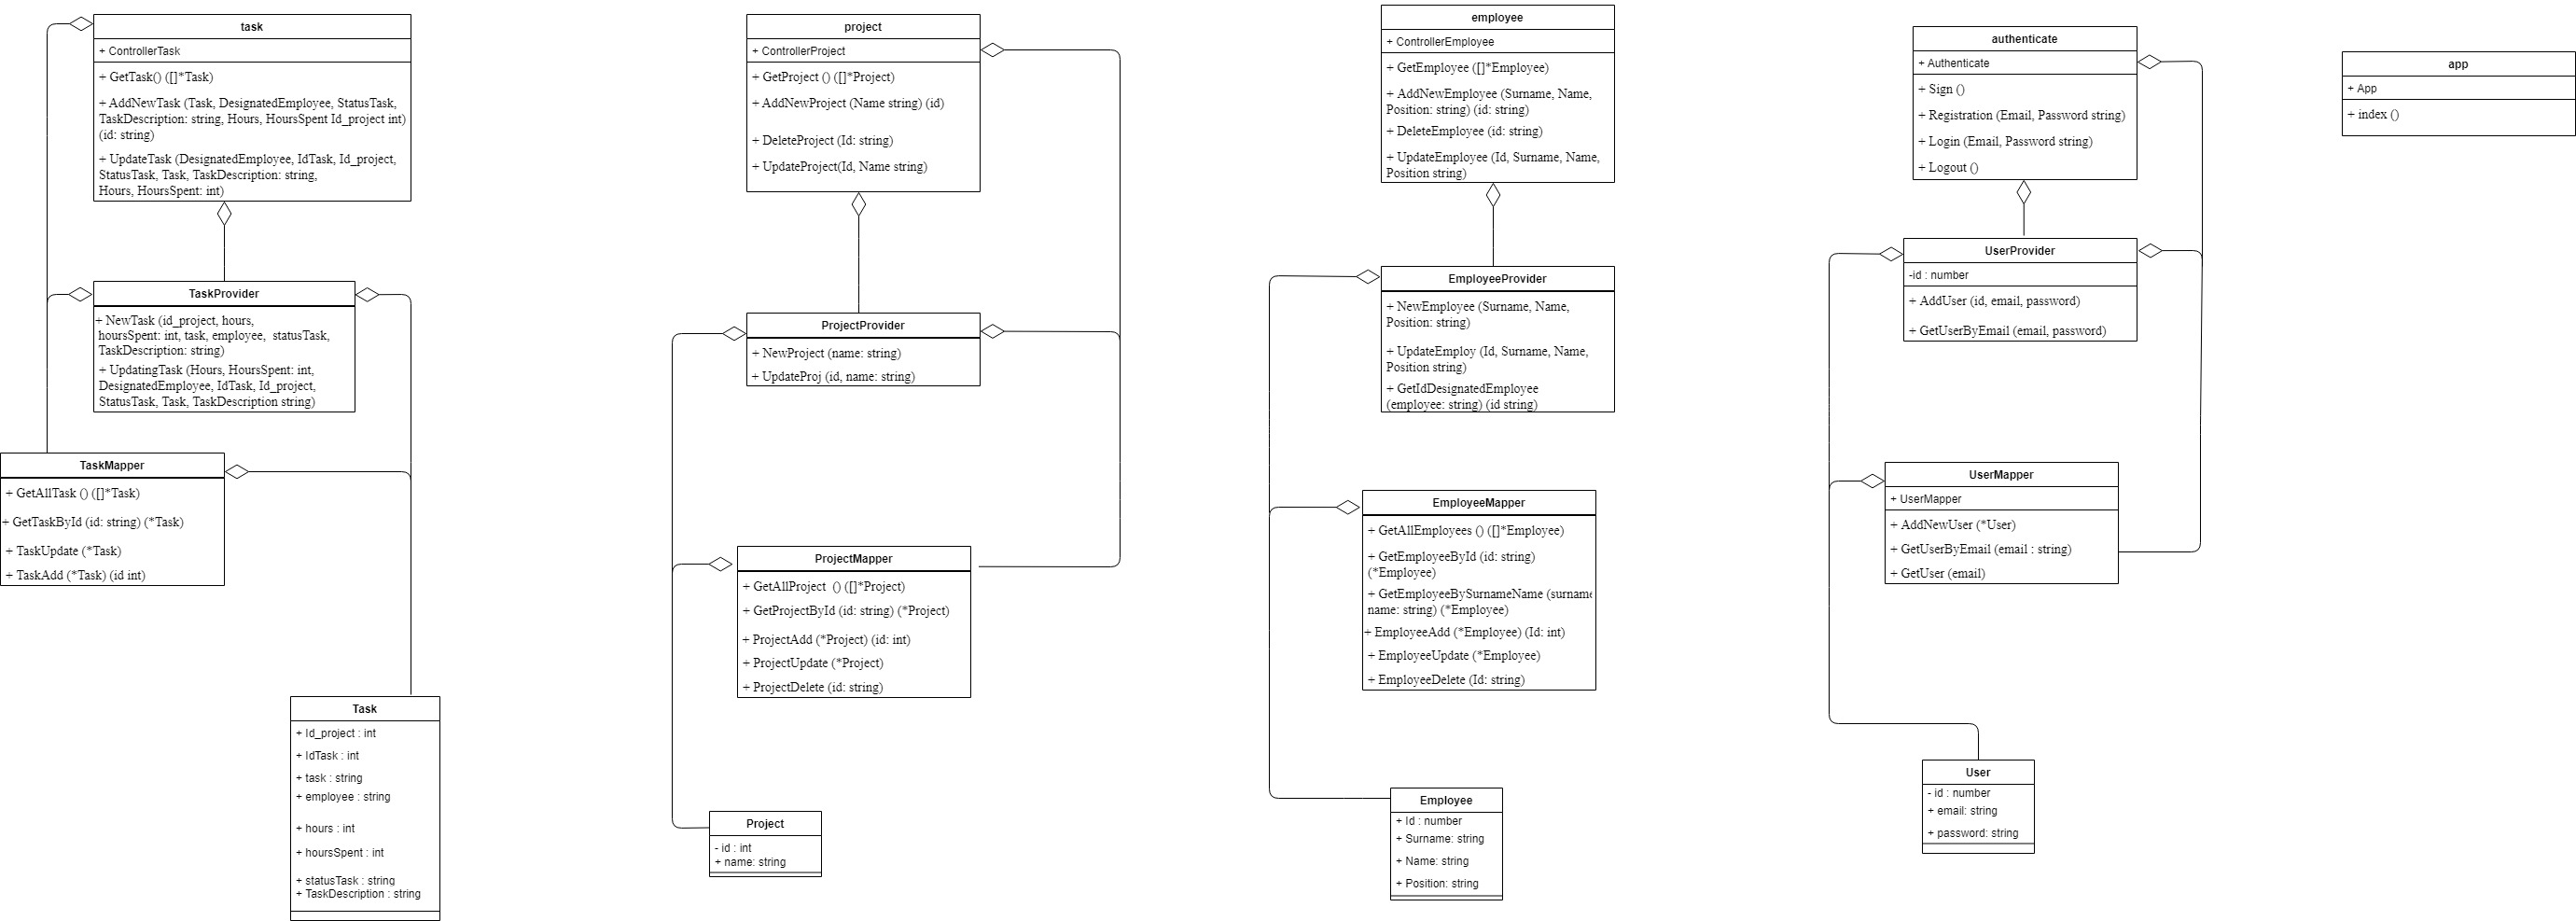 task
+ ControllerTask
+ GetTask() ([]*Task)
+ AddNewTask (Task, DesignatedEmployee, StatusTask,
TaskDescription: string, Hours, HoursSpent Id_project int)
(id: string)
+ UpdateTask (DesignatedEmployee, IdTask, Id_project,
StatusTask, Task, TaskDescription: string,
Hours, HoursSpent: int)
TaskProvider
+ NewTask (id_project, hours,
hoursSpent: int, task, employee, statusTask,
TaskDescription: string)
+ UpdatingTask (Hours, HoursSpent: int,
DesignatedEmployee, IdTask, Id_project,
StatusTask, Task, TaskDescription string)
TaskMapper
+ GetAllTask () ([]*Task)
+ GetTaskById (id: string) (*Task)
+ TaskUpdate (*Task)
+ TaskAdd (*Task) (id int)
Task
+ Id_project : int
+ IdTask : int
+ task : string
+ employee : string
+ hours : int
+ hoursSpent : int
+ statusTask : string
+ TaskDescription : string
project
+ ControllerProject
+ GetProject () ([]*Project)
+ AddNewProject (Name string) (id)
+ DeleteProject (Id: string)
+ UpdateProject(Id, Name string)
ProjectProvider
+ NewProject (name: string)
+ UpdateProj (id, name: string)
ProjectMapper
+ GetAllProject () ([]*Project)
+ GetProjectById (id: string) (*Project)
+ ProjectAdd (*Project) (id: int)
+ ProjectUpdate (*Project)
+ ProjectDelete (id: string)
Project
- id : int
+ name: string
employee
+ ControllerEmployee
+ GetEmployee ([]*Employee)
+ AddNewEmployee (Surname, Name,
Position: string) (id: string)
+ DeleteEmployee (id: string)
+ UpdateEmployee (Id, Surname, Name,
Position string)
EmployeeProvider
+ NewEmployee (Surname, Name,
Position: string)
+ UpdateEmploy (Id, Surname, Name,
Position string)
+ GetIdDesignatedEmployee
(employee: string) (id string)
EmployeeMapper
+ GetAllEmployees () ([]*Employee)
+ GetEmployeeById (id: string)
(*Employee)
+ GetEmployeeBySurnameName (surname
name: string) (*Employee)
+ EmployeeAdd (*Employee) (Id: int)
+ EmployeeUpdate (*Employee)
+ EmployeeDelete (Id: string)
Employee
+ Id : number
+ Surname: string
+ Name: string
+ Position: string
authenticate
+ Authenticate
+ Sign ()
+ Registration (Email, Password string)
+ Login (Email, Password string)
+ Logout ()
UserProvider
-id : number
+ AddUser (id, email, password)
+ GetUserByEmail (email, password)
UserMapper
+ UserMapper
+ AddNewUser (*User)
+ GetUserByEmail (email : string)
+ GetUser (email)
User
- id : number
+ email: string
+ password: string
app
+ App
+ index ()